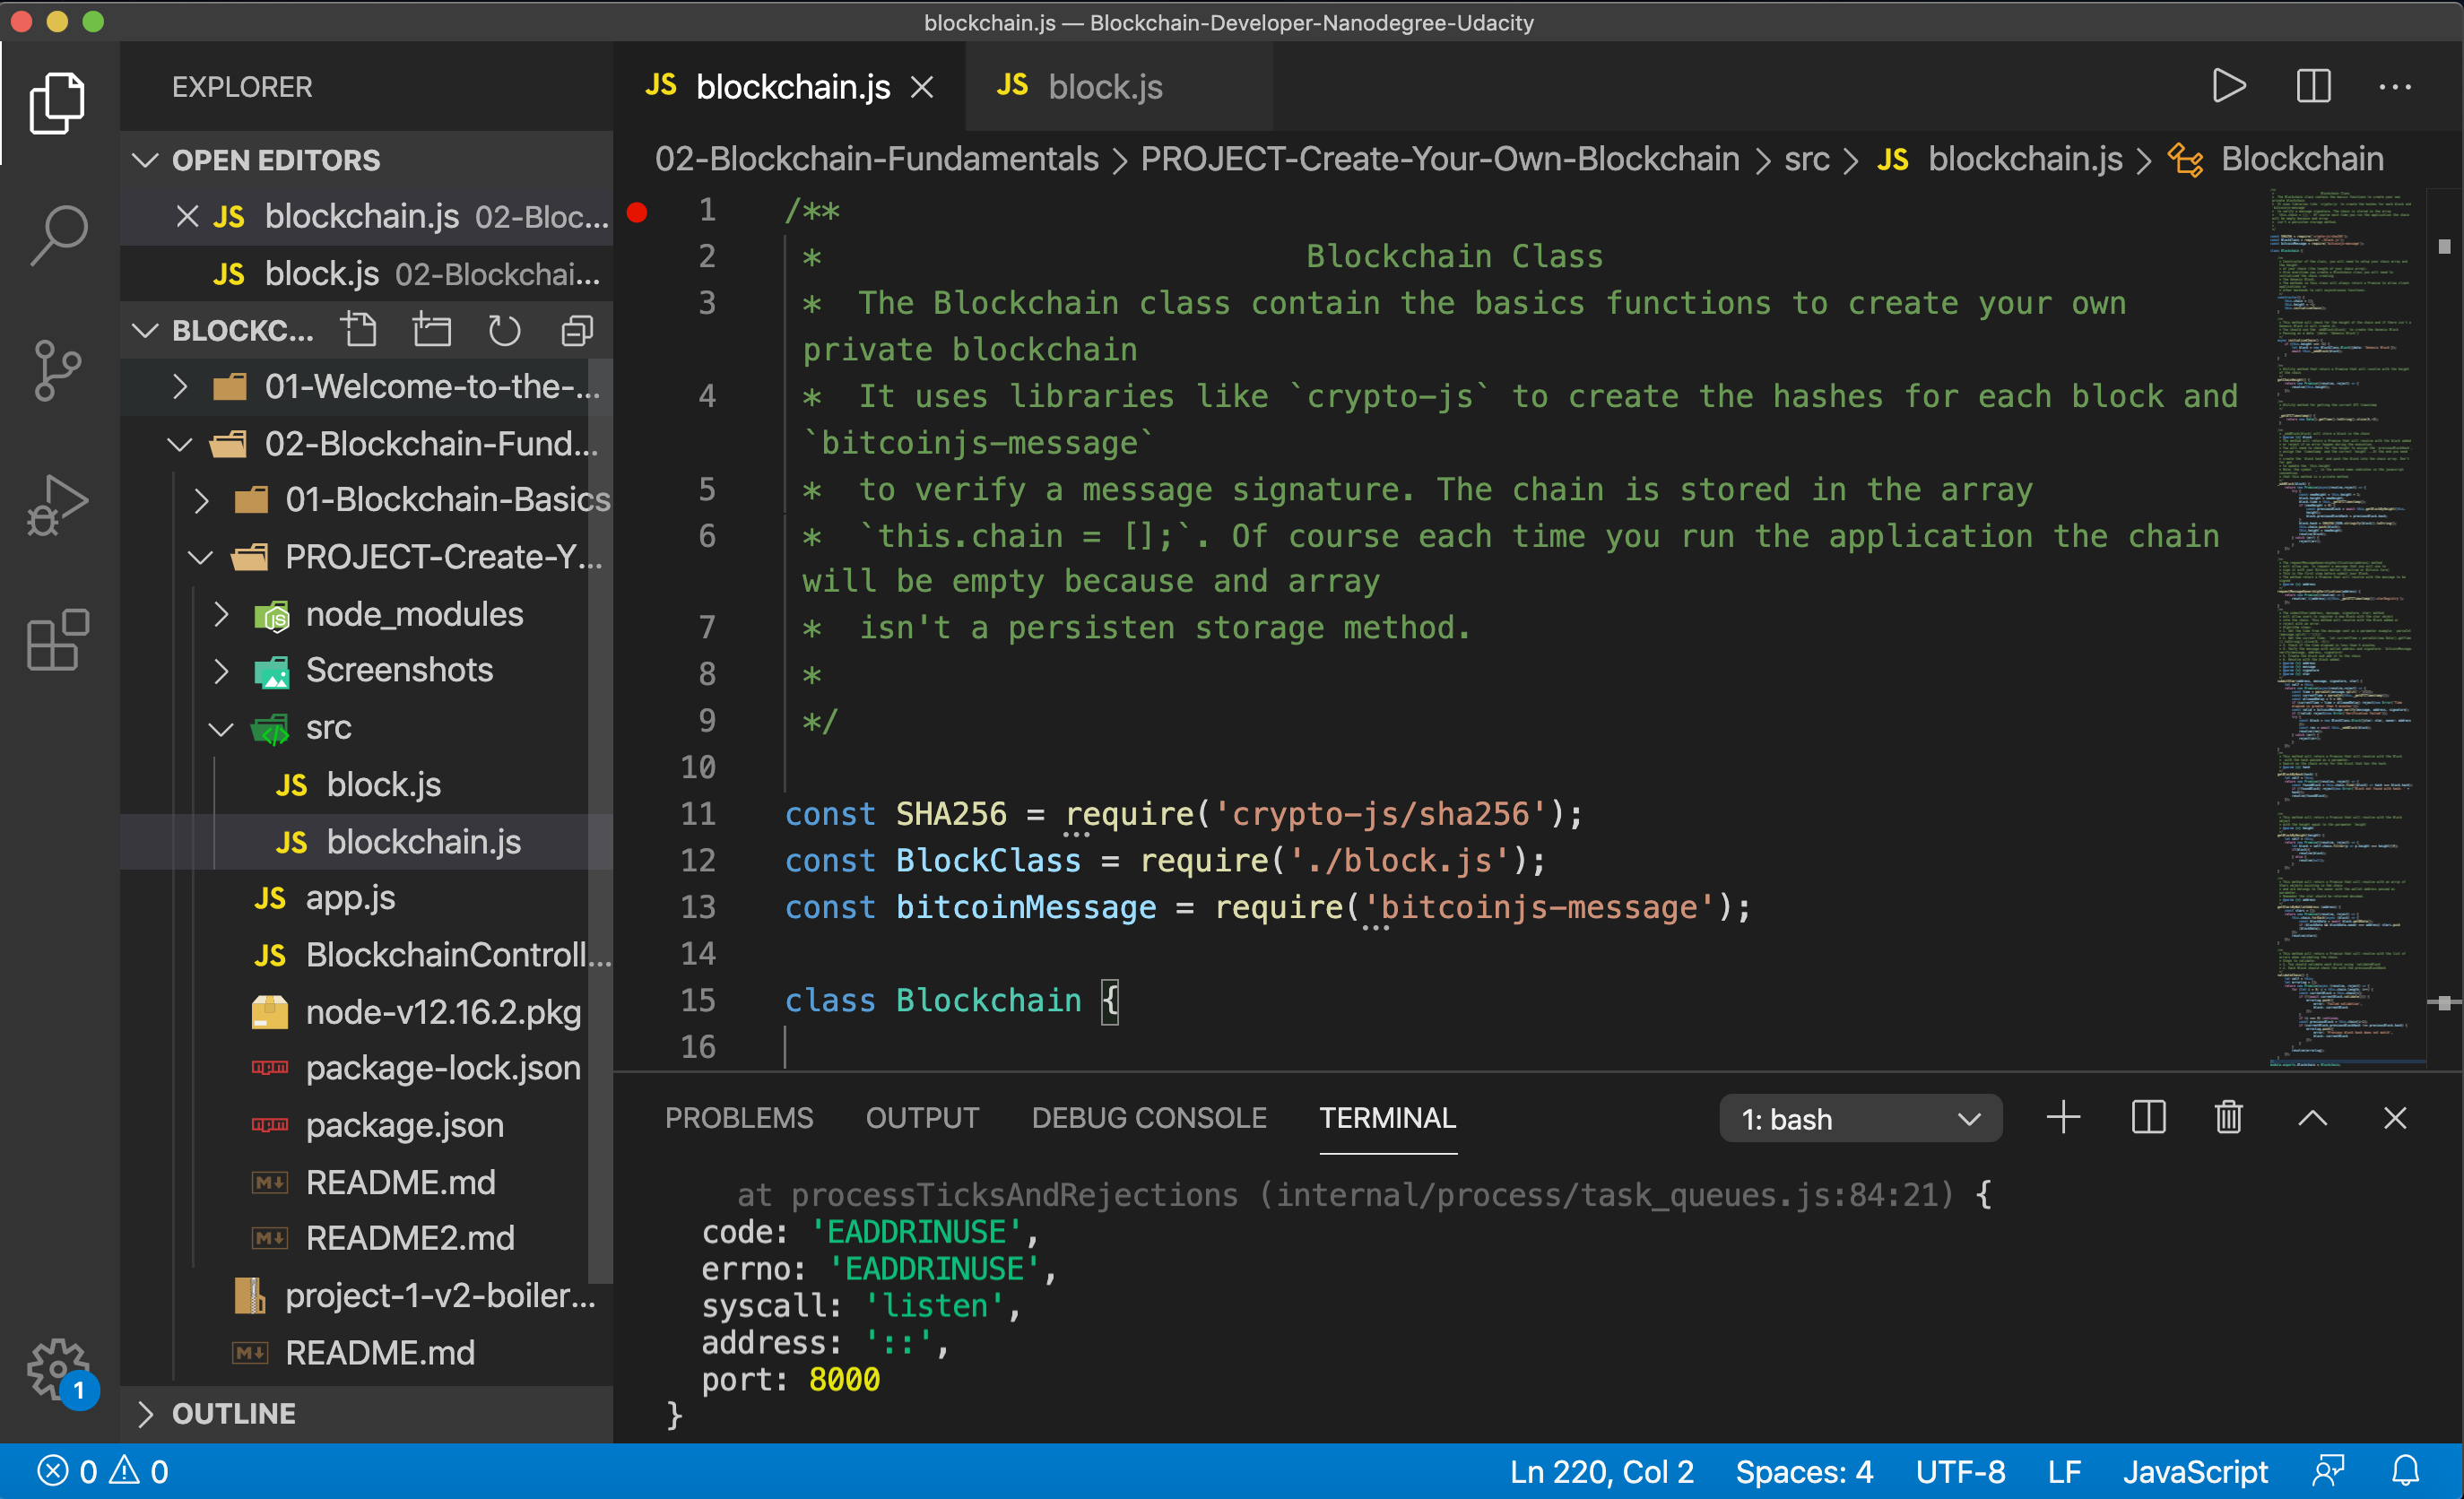 blockchain.js — Blockchain-Developer-Nanodegree-Udacity
EXPLORER
OPEN EDITORS
JS blockchain.js 02-Bloc...
JS block.js 02-Blockchai...
BLOCKC...
01-Welcome-to-the-...
02-Blockchain-Fund...
01-Blockchain-Basics
PROJECT-Create-Y...
node_modules
Screenshots
src
JS block.js
JS blockchain.js
JS app.js
JS BlockchainControll...
node-v12.16.2.pkg
package-lock.json
package.json
README.md
README2.md
project-1-v2-boiler...
README.md
OUTLINE
1
JS blockchain.js
JS block.js
02-Blockchain-Fundamentals > PROJECT-Create-Your-Own-Blockchain > src > JS blockchain.js > Blockchain
1 /**
2 * Blockchain Class
3 * The Blockchain class contain the basics functions to create your own
private blockchain
4 * It uses libraries like `crypto-js` to create the hashes for each block and
`bitcoinjs-message`
5 * to verify a message signature. The chain is stored in the array
6 * `this.chain = [];`. Of course each time you run the application the chain
will be empty because and array
7 * isn't a persisten storage method.
8 *
9 */
10
11 const SHA256 = require('crypto-js/sha256');
12 const BlockClass = require('./block.js');
13 const bitcoinMessage = require('bitcoinjs-message');
14
15 class Blockchain {
16
PROBLEMS OUTPUT DEBUG CONSOLE TERMINAL 1: bash
at processTicksAndRejections (internal/process/task_queues.js:84:21) {
code: 'EADDRINUSE',
errno: 'EADDRINUSE',
syscall: 'listen',
address: '::',
port: 8000
}
0 0 Ln 220, Col 2 Spaces: 4 UTF-8 LF JavaScript